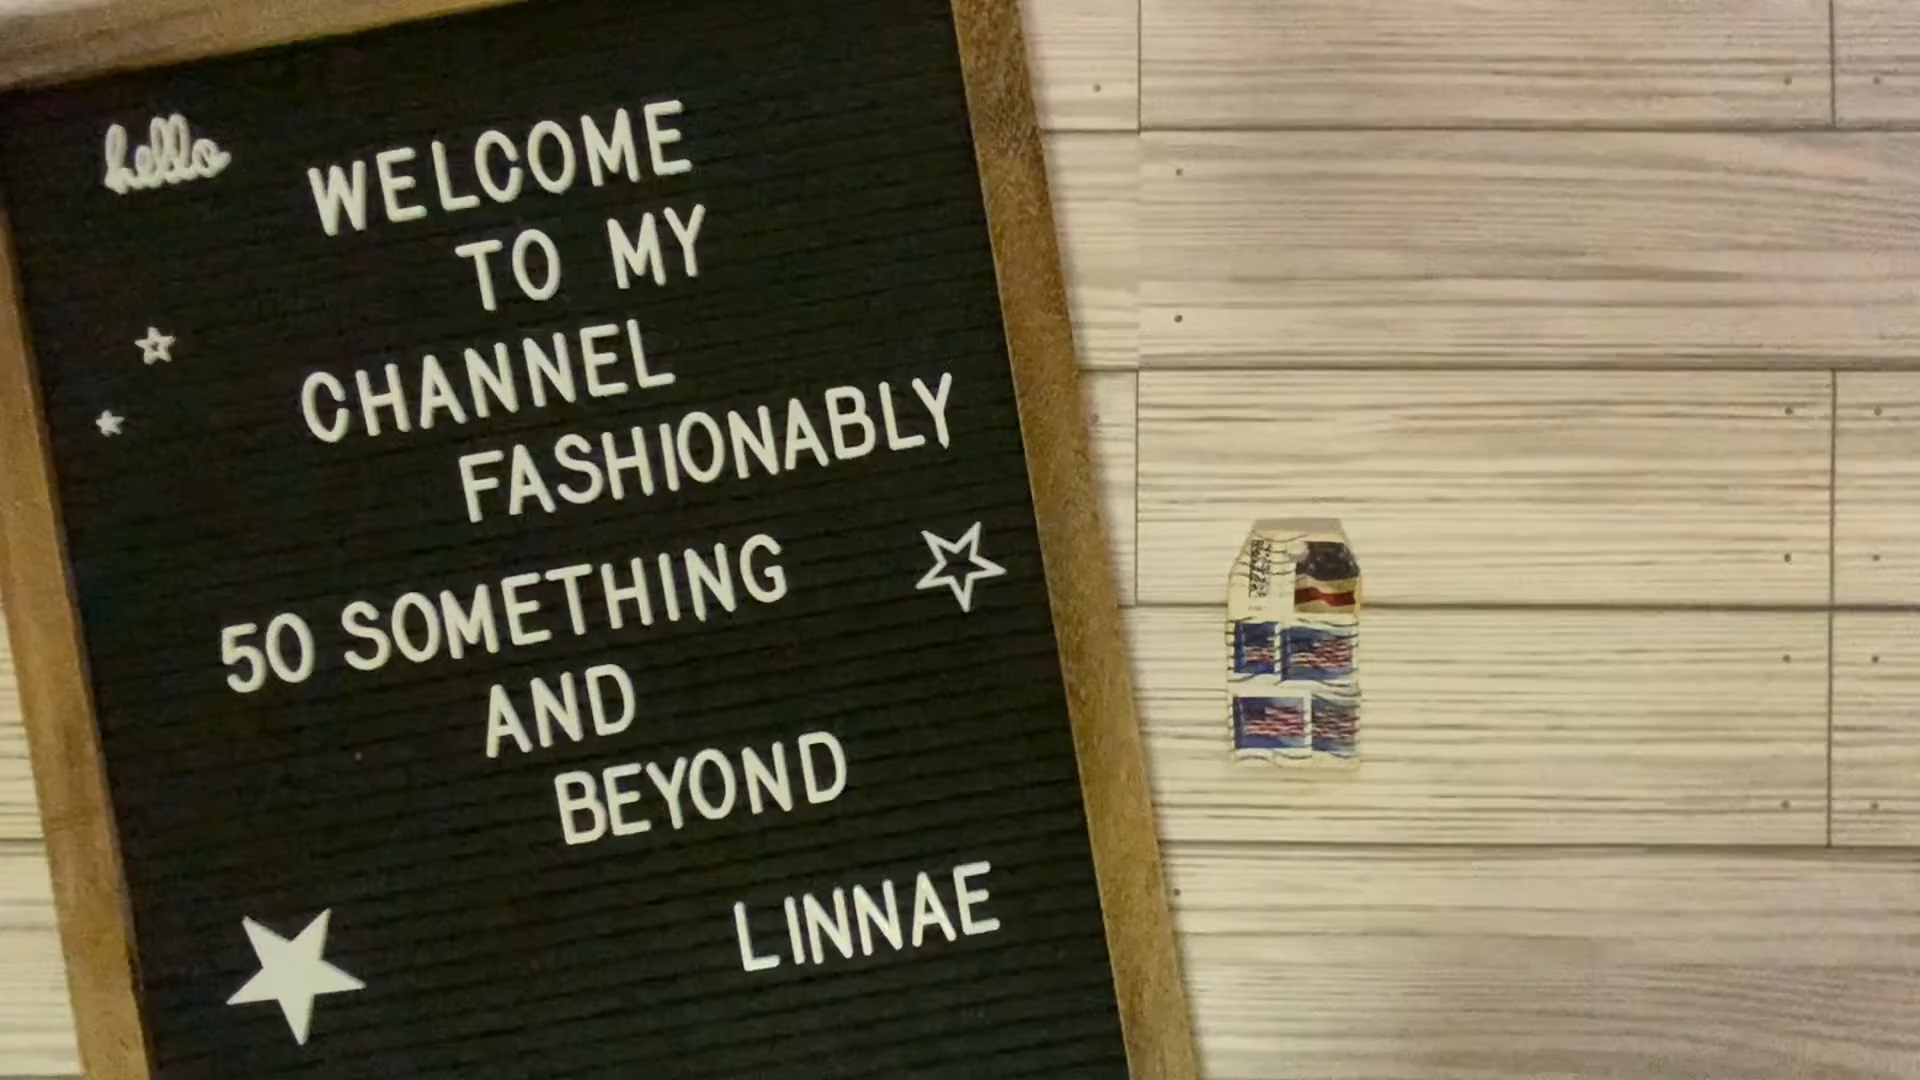 hello
WELCOME
TO MY
CHANNEL
FASHIONABLY
50 SOMETHING
AND
BEYOND
LINNAE